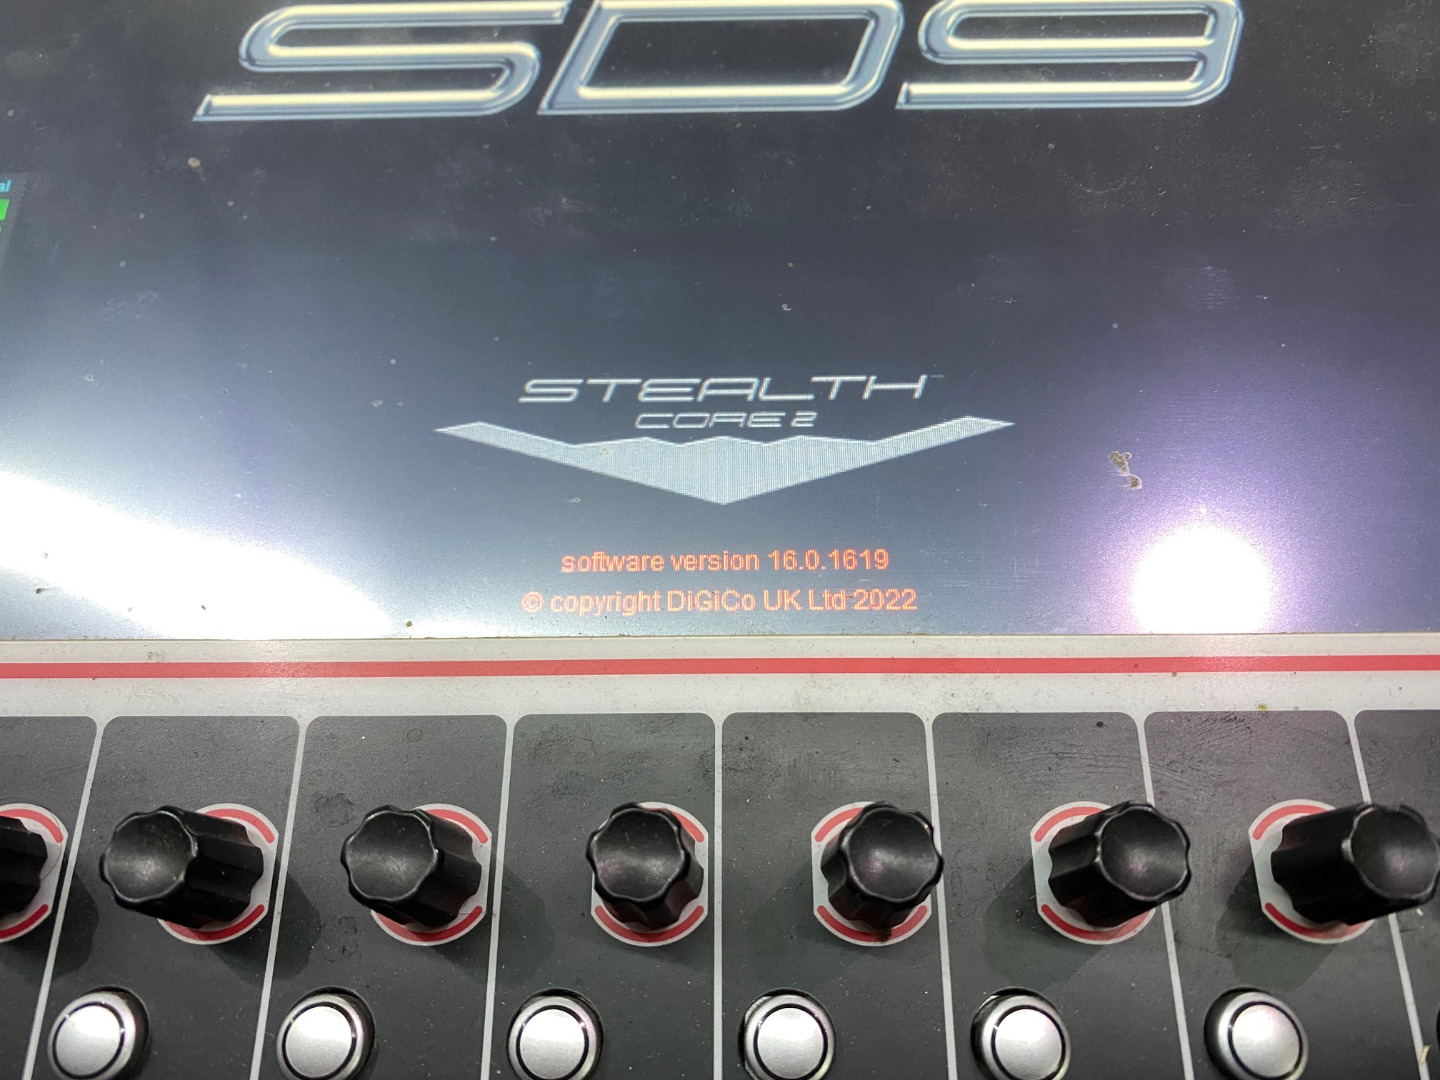 SD9
STEALTH
CORE 2
software version 16.0.1619
© copyright DiGiCo UK Ltd 2022